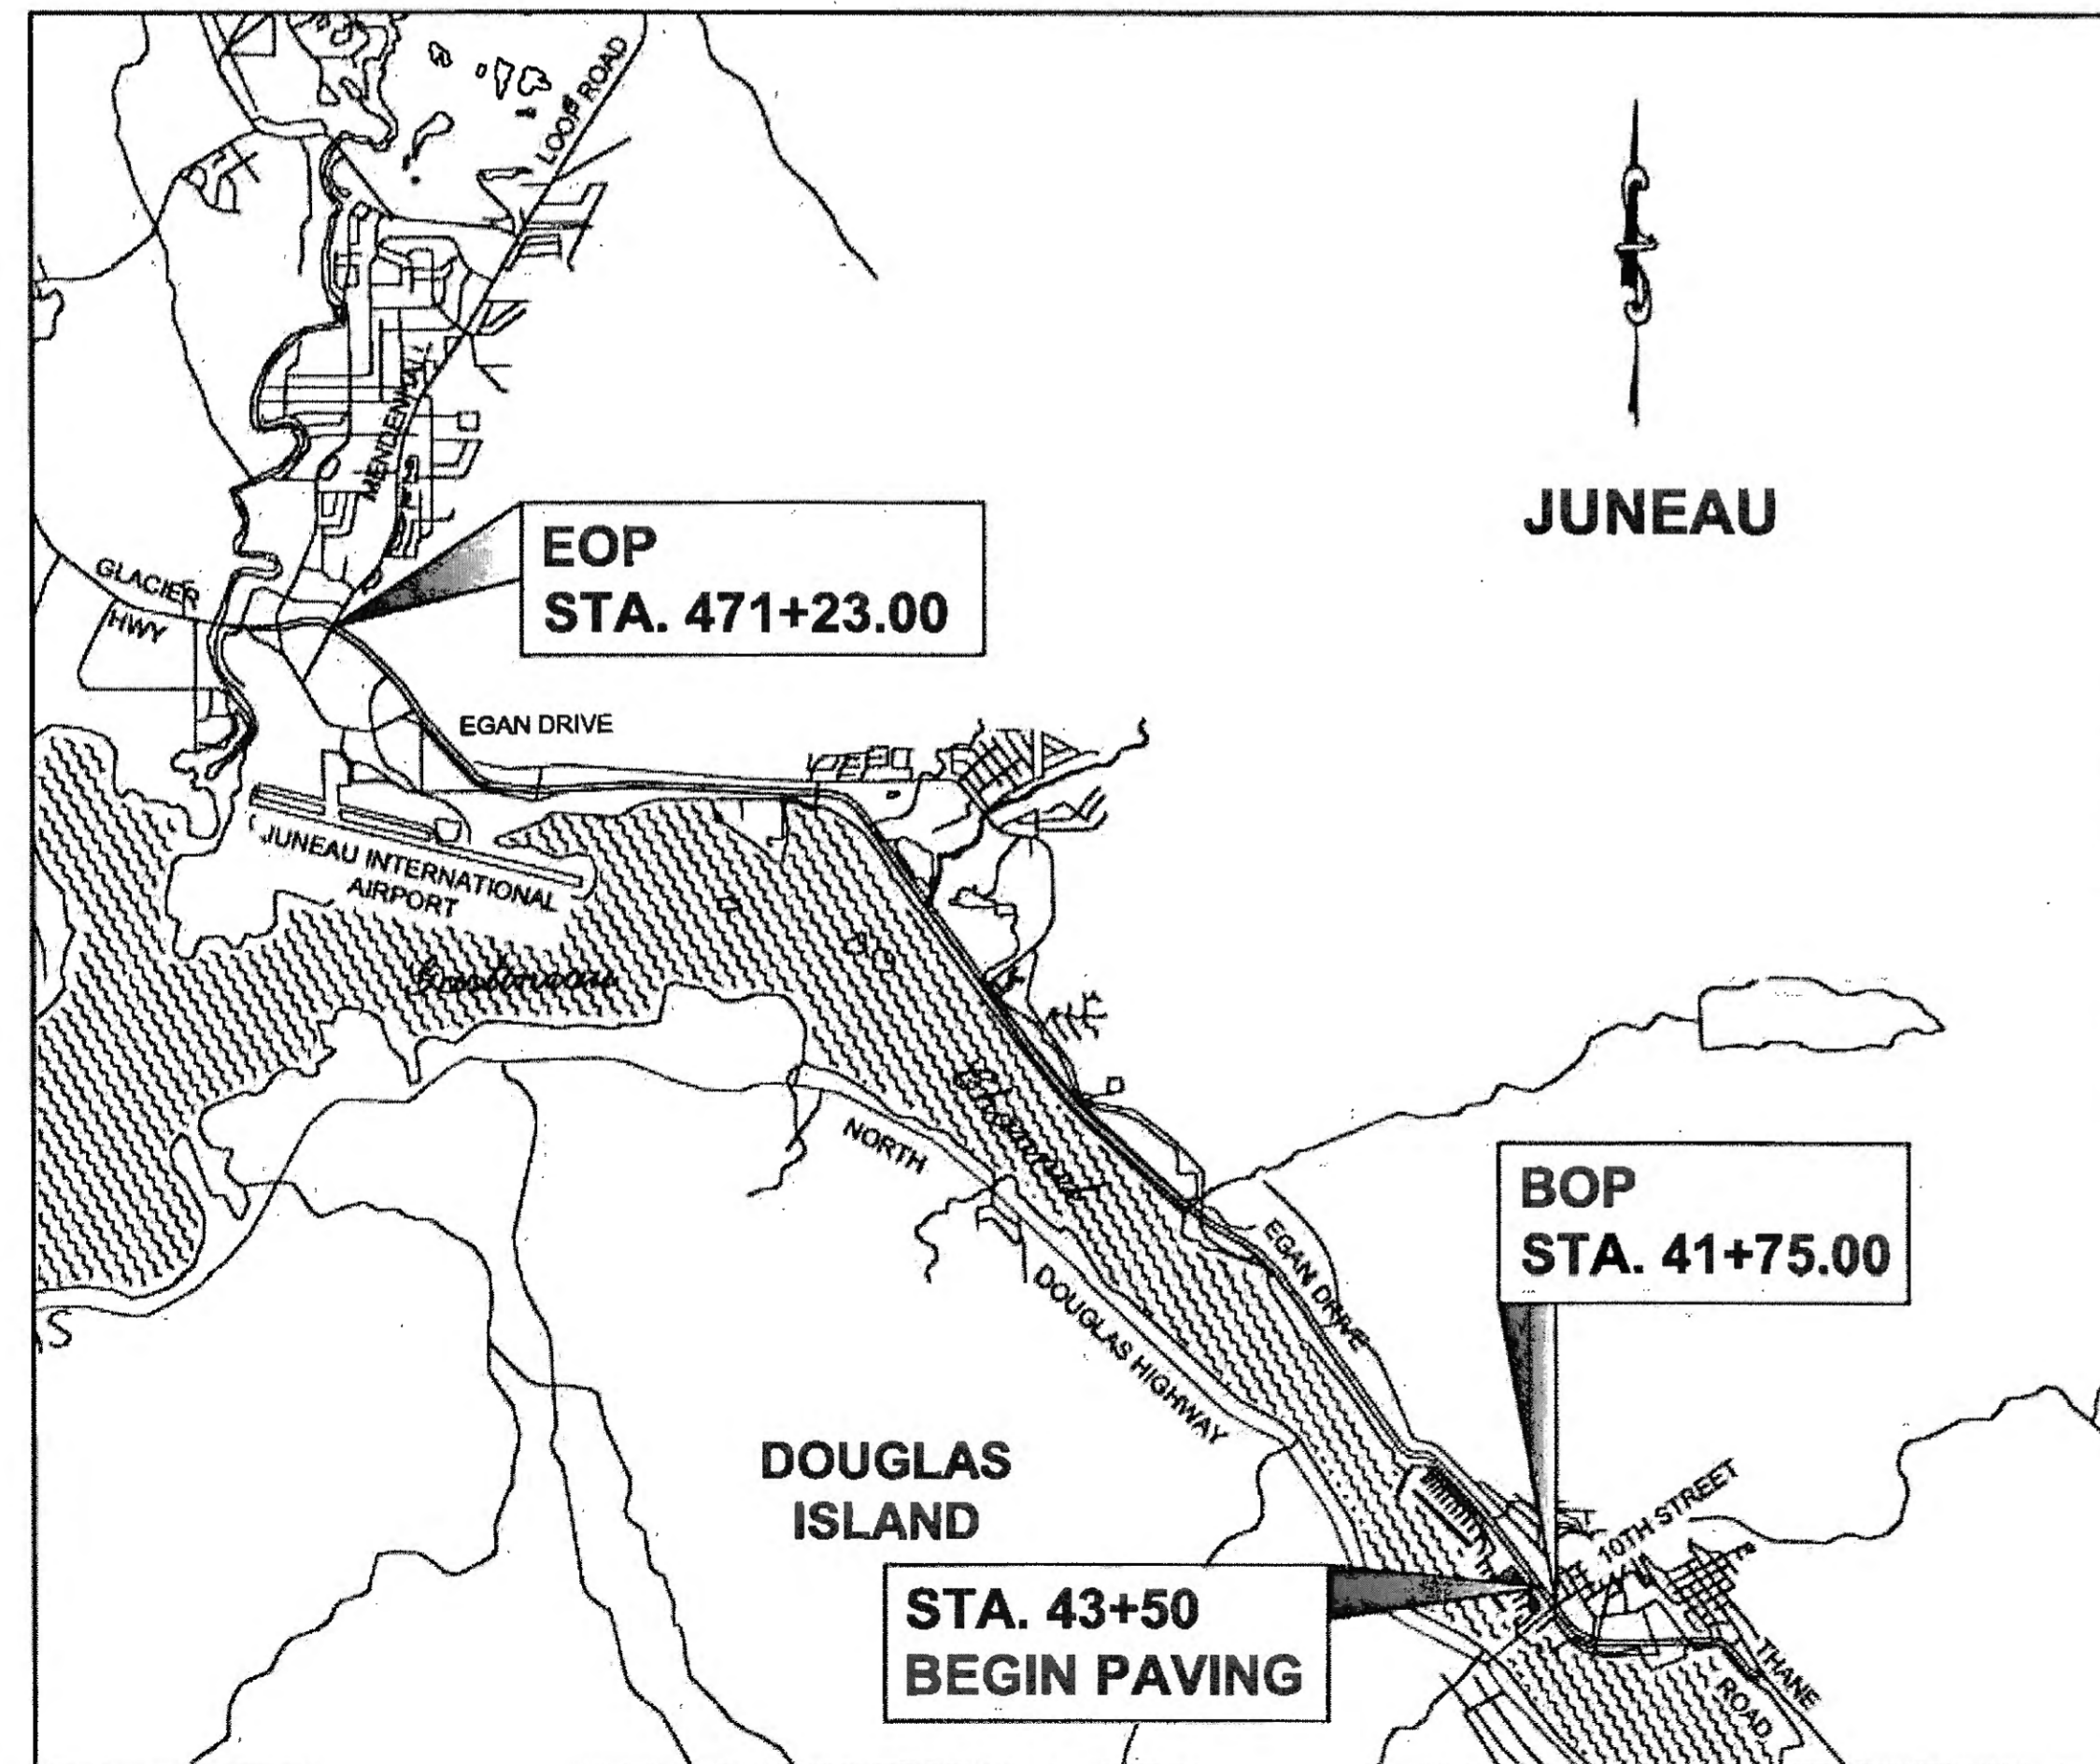 LOOP ROAD
JUNEAU
MENDENHALL
EOP
STA. 471+23.00
GLACIER
HWY
EGAN DRIVE
JUNEAU INTERNATIONAL
AIRPORT
Channel
NORTH
DOUGLAS HIGHWAY
EGAN DRIVE
BOP
STA. 41+75.00
DOUGLAS
ISLAND
10TH STREET
STA. 43+50
BEGIN PAVING
THANE
ROAD